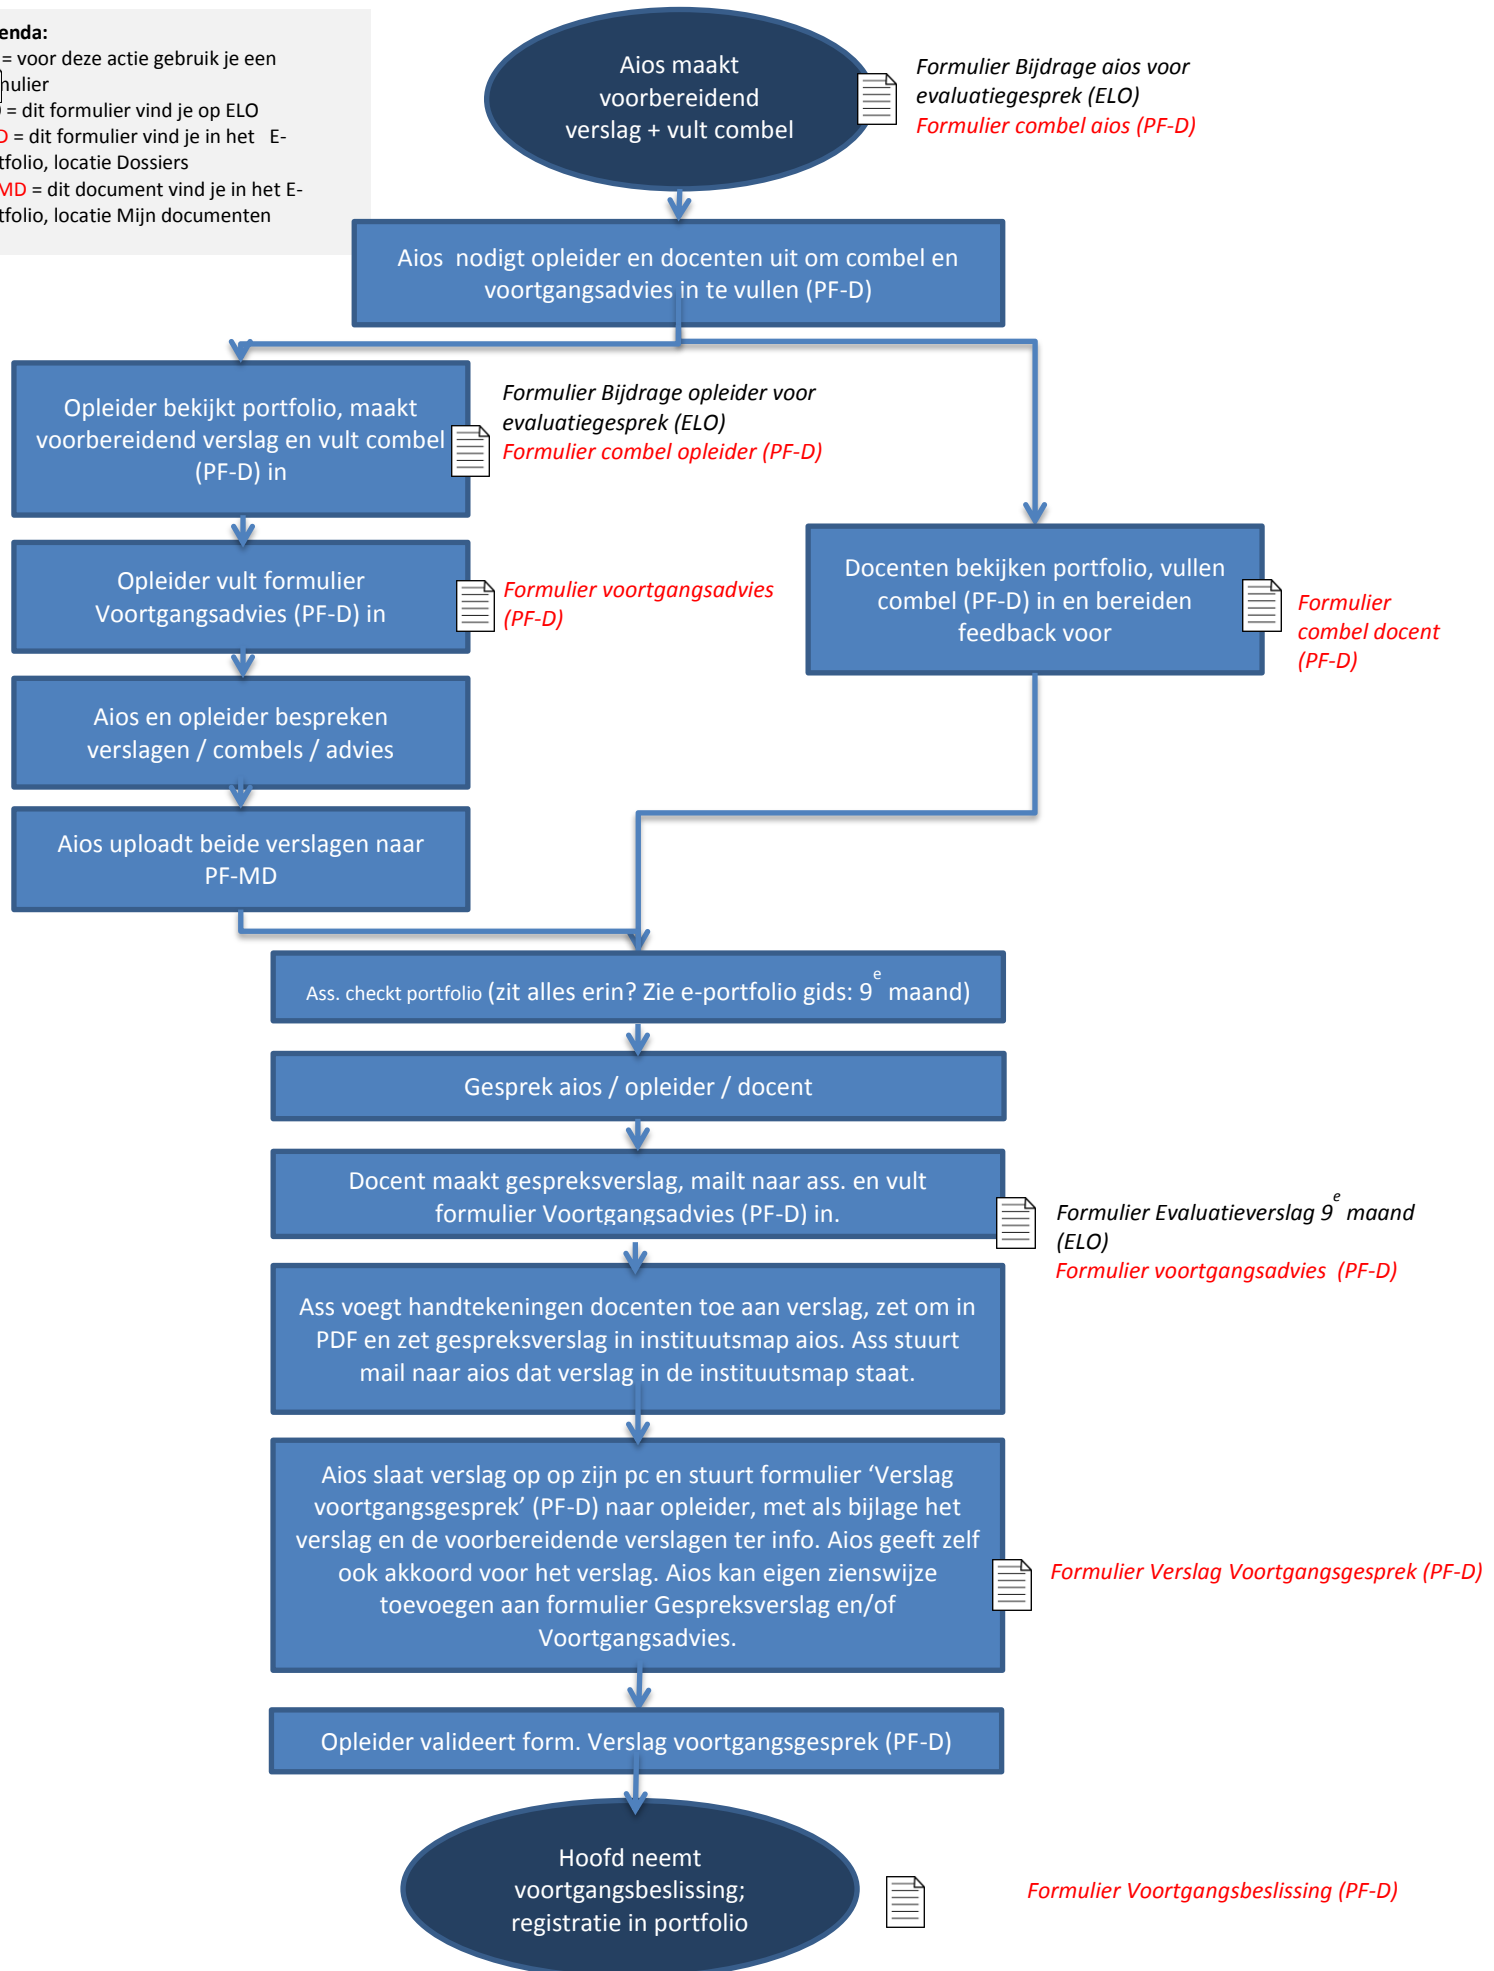 enda:
= voor deze actie gebruik je een
mulier
= dit formulier vind je op ELO
D = dit formulier vind je in het E-
tfolio, locatie Dossiers
MD = dit document vind je in het E-
tfolio, locatie Mijn documenten
Aios maakt
voorbereidend
verslag + vult combel
Formulier Bijdrage aios voor
evaluatiegesprek (ELO)
Formulier combel aios (PF-D)
Aios nodigt opleider en docenten uit om combel en
voortgangsadvies in te vullen (PF-D)
Opleider bekijkt portfolio, maakt
voorbereidend verslag en vult combel
(PF-D) in
Formulier Bijdrage opleider voor
evaluatiegesprek (ELO)
Formulier combel opleider (PF-D)
Opleider vult formulier
Voortgangsadvies (PF-D) in
Formulier voortgangsadvies
(PF-D)
Docenten bekijken portfolio, vullen
combel (PF-D) in en bereiden
feedback voor
Formulier
combel docent
(PF-D)
Aios en opleider bespreken
verslagen / combels / advies
Aios uploadt beide verslagen naar
PF-MD
Ass. checkt portfolio (zit alles erin? Zie e-portfolio gids: 9e maand)
Gesprek aios / opleider / docent
Docent maakt gespreksverslag, mailt naar ass. en vult
formulier Voortgangsadvies (PF-D) in.
Formulier Evaluatieverslag 9e maand
(ELO)
Formulier voortgangsadvies (PF-D)
Ass voegt handtekeningen docenten toe aan verslag, zet om in
PDF en zet gespreksverslag in instituutsmap aios. Ass stuurt
mail naar aios dat verslag in de instituutsmap staat.
Aios slaat verslag op op zijn pc en stuurt formulier ‘Verslag
voortgangsgesprek’ (PF-D) naar opleider, met als bijlage het
verslag en de voorbereidende verslagen ter info. Aios geeft zelf
ook akkoord voor het verslag. Aios kan eigen zienswijze
toevoegen aan formulier Gespreksverslag en/of
Voortgangsadvies.
Formulier Verslag Voortgangsgesprek (PF-D)
Opleider valideert form. Verslag voortgangsgesprek (PF-D)
Hoofd neemt
voortgangsbeslissing;
registratie in portfolio
Formulier Voortgangsbeslissing (PF-D)